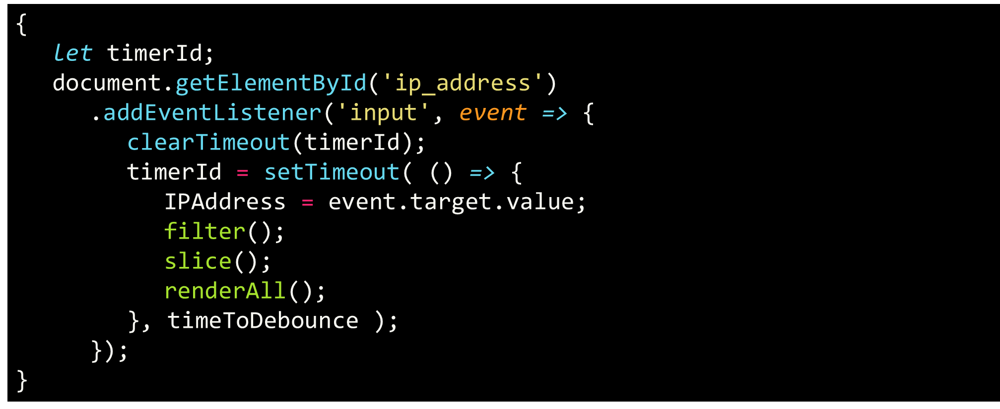 {
   let timerId;
   document.getElementById('ip_address')
      .addEventListener('input', event => {
         clearTimeout(timerId);
         timerId = setTimeout( () => {
            IPAddress = event.target.value;
            filter();
            slice();
            renderAll();
         }, timeToDebounce );
      });
}